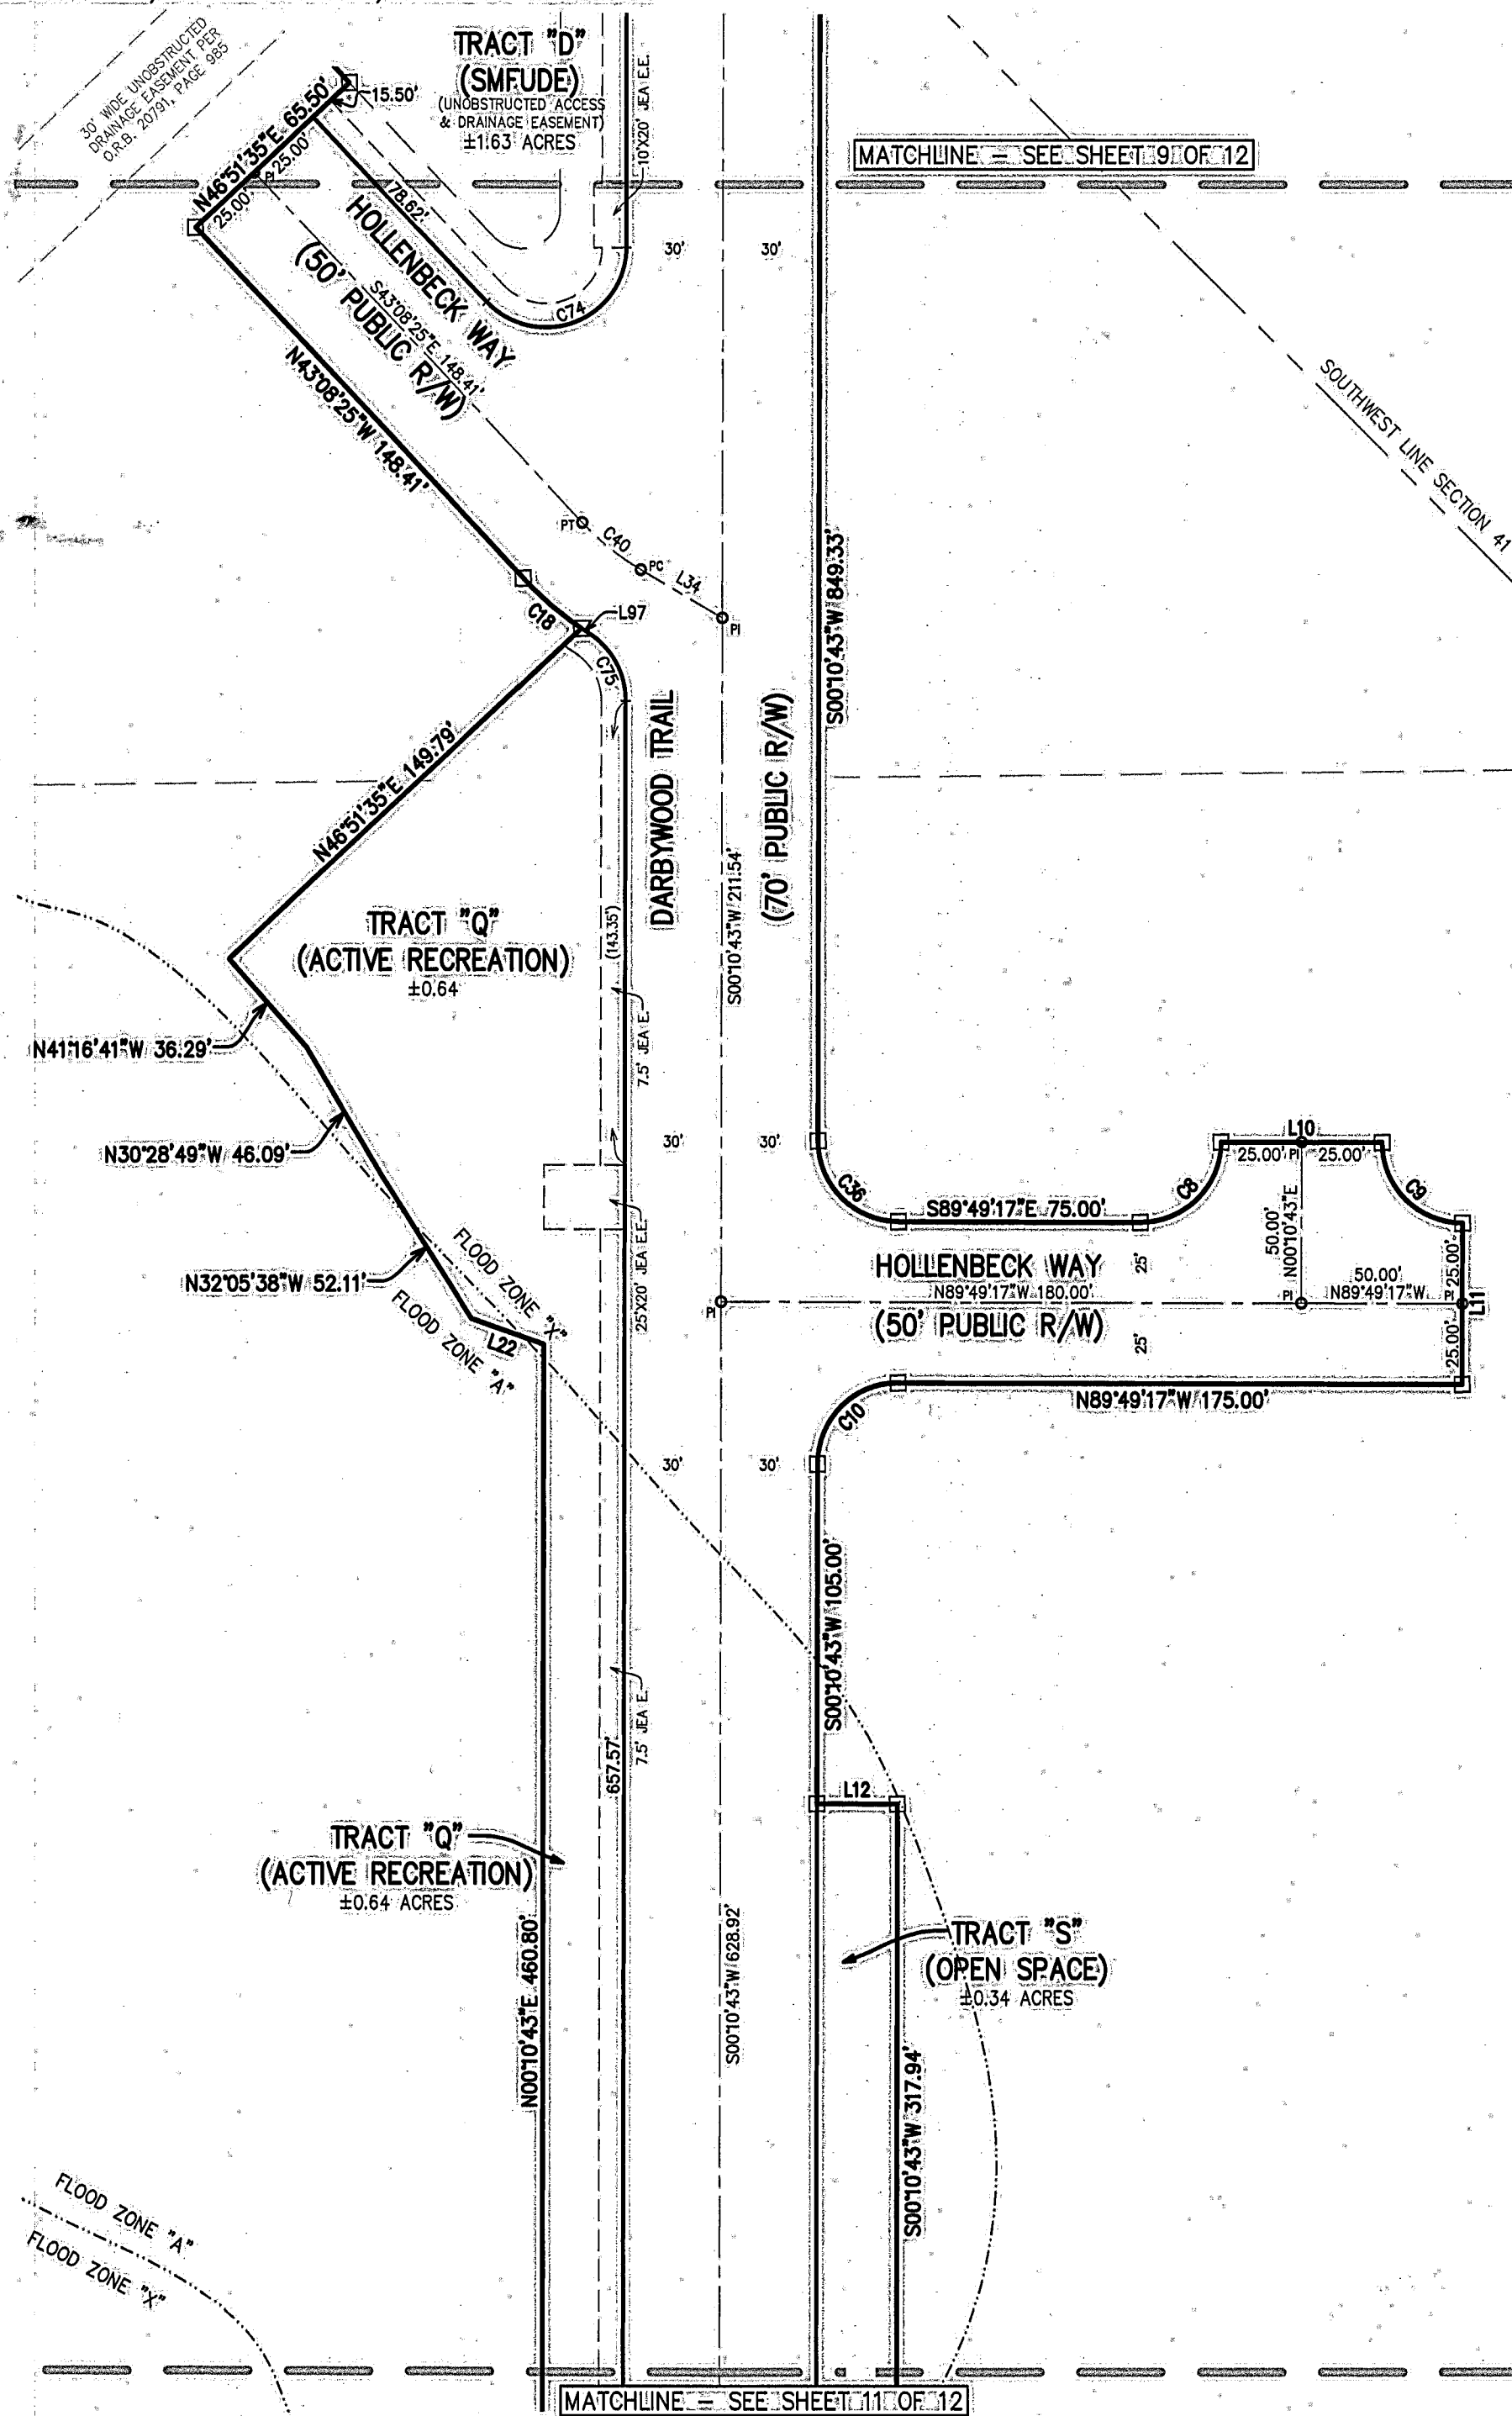 30' WIDE UNOBSTRUCTED
DRAINAGE EASEMENT PER
O.R.B. 20791, PAGE 985
TRACT "D"
(SMFUDE)
(UNOBSTRUCTED ACCESS
& DRAINAGE EASEMENT)
±1.63 ACRES
N46°51'35"E 65.50'
15.50'
25.00'
PI
25.00'
10'X20' JEA E.E.
MATCHLINE - SEE SHEET 9 OF 12
78.62'
HOLLENBECK WAY
(50' PUBLIC R/W)
S43°08'25"E 148.41'
C74
30'
30'
N43°08'25"W 148.41'
SOUTHWEST LINE SECTION 41
PT
C40
PC
L34
PI
C18
L97
C75
S00°10'43"W 849.33'
N46°51'35"E 149.79'
DARBYWOOD TRAIL
(70' PUBLIC R/W)
S00°10'43"W 211.54'
(143.35')
TRACT "Q"
(ACTIVE RECREATION)
±0.64
7.5' JEA E.
N41°16'41"W 36.29'
N30°28'49"W 46.09'
30'
30'
C36
L10
25.00'
PI
25.00'
C8
C9
S89°49'17"E 75.00'
N32°05'38"W 52.11'
FLOOD ZONE "X"
FLOOD ZONE "A"
L22
25'X20' JEA E.E.
HOLLENBECK WAY
N89°49'17"W 180.00'
(50' PUBLIC R/W)
25'
25'
50.00'
N00°10'43"E
50.00'
N89°49'17"W
PI
PI
PI
25.00'
25.00'
L11
N89°49'17"W 175.00'
C10
30'
30'
S00°10'43"W 105.00'
657.57'
7.5' JEA E.
L12
TRACT "Q"
(ACTIVE RECREATION)
±0.64 ACRES
N00°10'43"E 460.80'
S00°10'43"W 628.92'
TRACT "S"
(OPEN SPACE)
±0.34 ACRES
S00°10'43"W 317.94'
FLOOD ZONE "A"
FLOOD ZONE "X"
MATCHLINE - SEE SHEET 11 OF 12